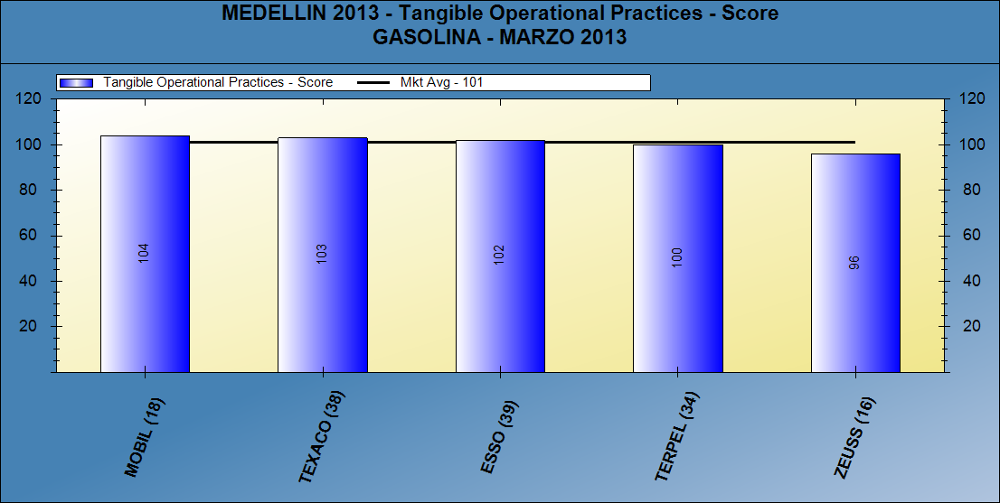 MEDELLIN 2013 - Tangible Operational Practices - Score
GASOLINA - MARZO 2013
Tangible Operational Practices - Score Mkt Avg - 101
120 120
100 100
80 80
60 60
40 40
20 20
104 103 102 100 96
MOBIL (18) TEXACO (38) ESSO (39) TERPEL (34) ZEUSS (16)